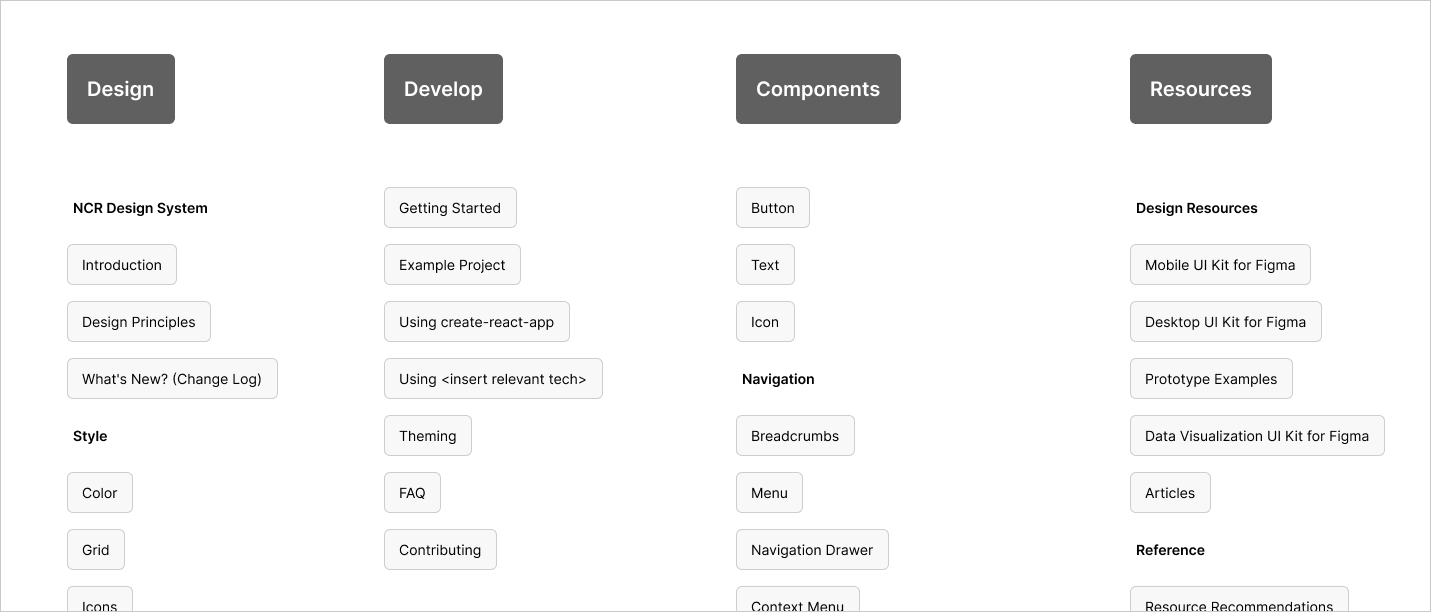 Design
NCR Design System
Introduction
Design Principles
What's New? (Change Log)
Style
Color
Grid
Icons
Develop
Getting Started
Example Project
Using create-react-app
Using <insert relevant tech>
Theming
FAQ
Contributing
Components
Button
Text
Icon
Navigation
Breadcrumbs
Menu
Navigation Drawer
Context Menu
Resources
Design Resources
Mobile UI Kit for Figma
Desktop UI Kit for Figma
Prototype Examples
Data Visualization UI Kit for Figma
Articles
Reference
Resource Recommendations